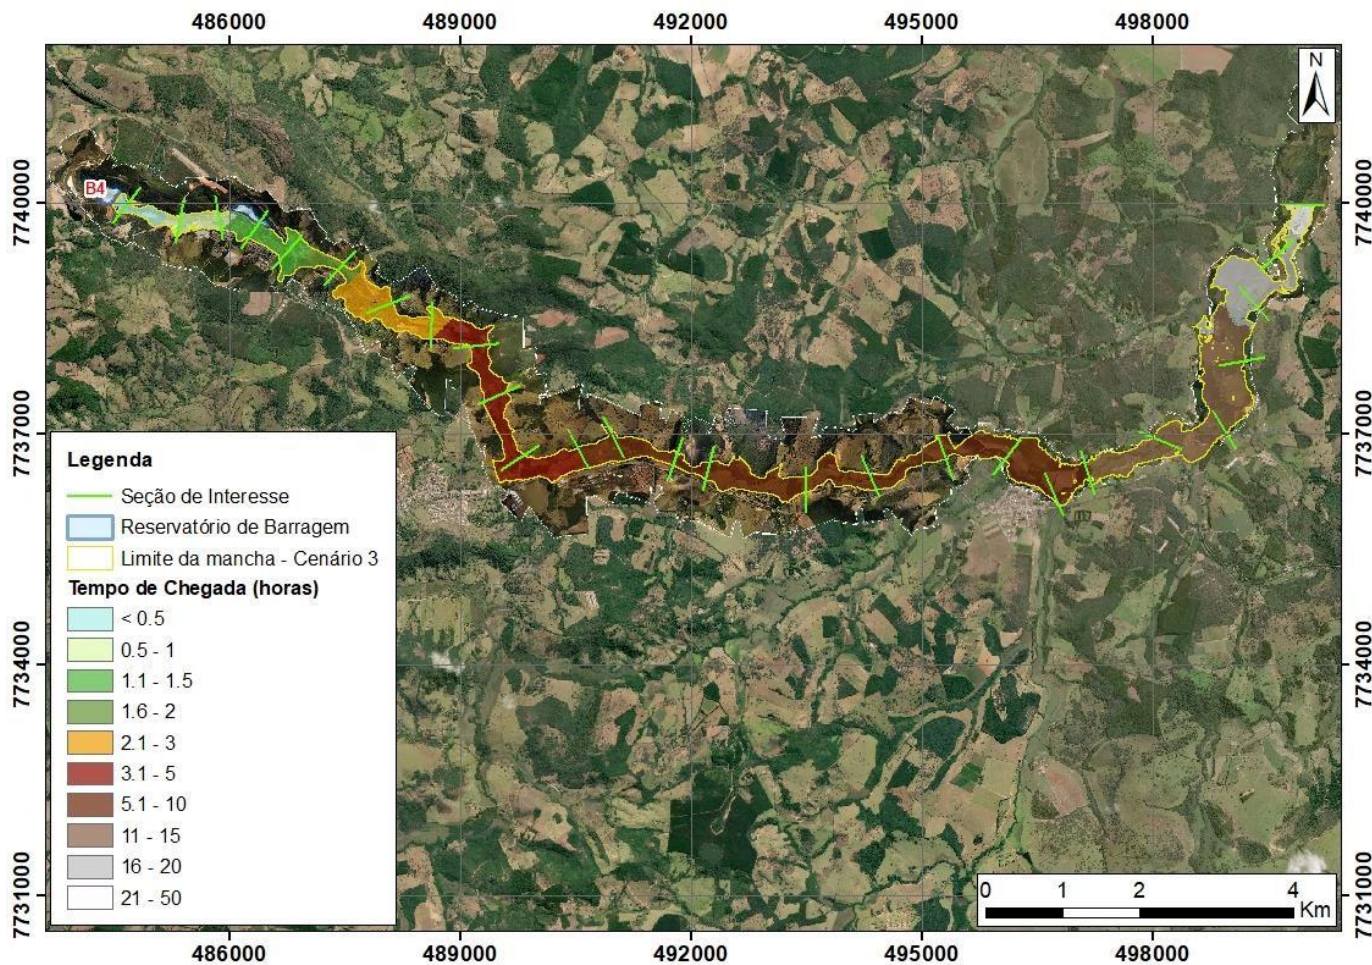 486000 489000 492000 495000 498000
N
7740000 7740000
B4
7737000 7737000
Legenda
Seção de Interesse
Reservatório de Barragem
Limite da mancha - Cenário 3
Tempo de Chegada (horas)
< 0.5
0.5 - 1
1.1 - 1.5
1.6 - 2
2.1 - 3
3.1 - 5
5.1 - 10
11 - 15
16 - 20
21 - 50
7734000 7734000
7731000 7731000
0 1 2 4
Km
486000 489000 492000 495000 498000